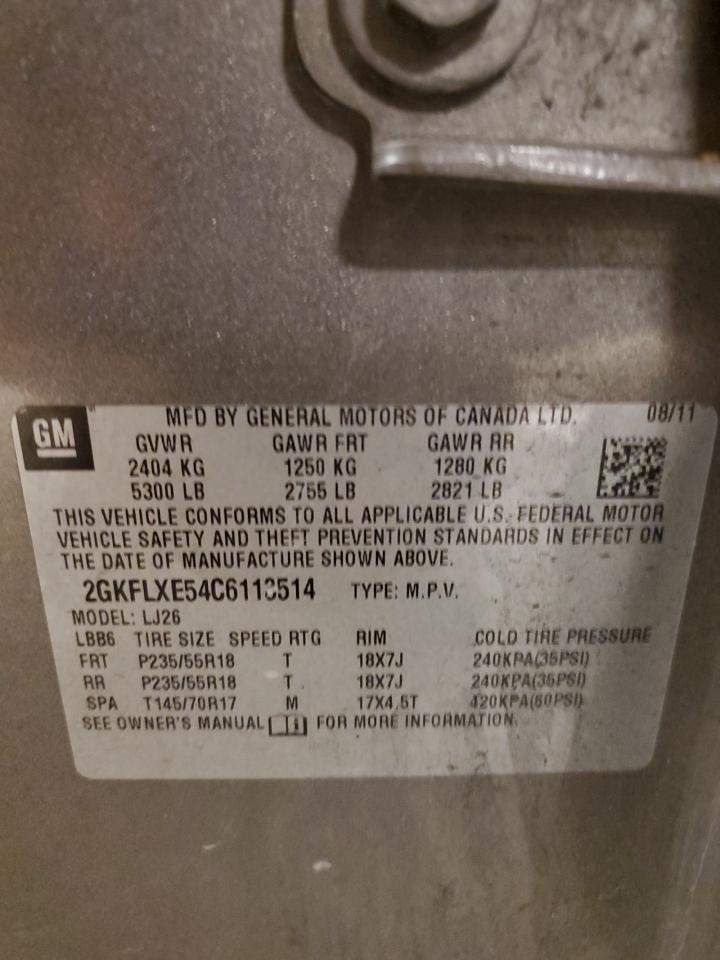 GM
MFD BY GENERAL MOTORS OF CANADA LTD. 08/11
GVWR GAWR FRT GAWR RR
2404 KG 1250 KG 1280 KG
5300 LB 2755 LB 2821 LB
THIS VEHICLE CONFORMS TO ALL APPLICABLE U.S. FEDERAL MOTOR
VEHICLE SAFETY AND THEFT PREVENTION STANDARDS IN EFFECT ON
THE DATE OF MANUFACTURE SHOWN ABOVE.
2GKFLXE54C6113514 TYPE: M.P.V.
MODEL: LJ26
LBB6 TIRE SIZE SPEED RTG RIM COLD TIRE PRESSURE
FRT P235/55R18 T 18X7J 240KPA(35PSI)
RR P235/55R18 T 18X7J 240KPA(35PSI)
SPA T145/70R17 M 17X4.5T 420KPA(60PSI)
SEE OWNER'S MANUAL FOR MORE INFORMATION.